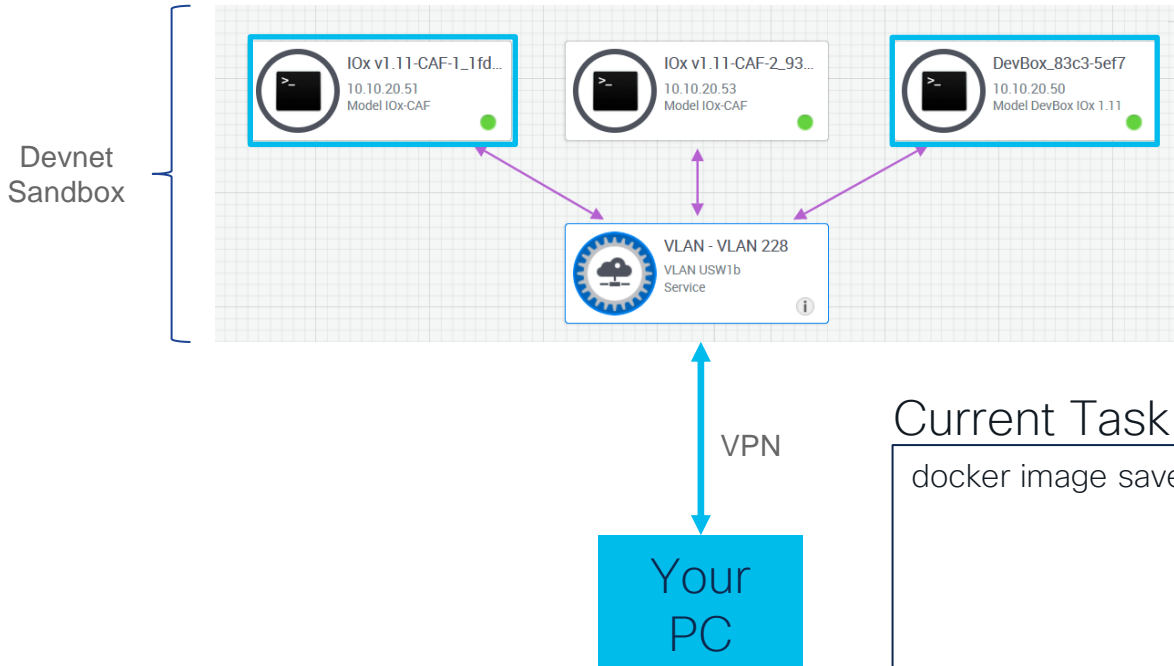 Devnet
Sandbox
IOx v1.11-CAF-1_1fd...
10.10.20.51
Model IOx-CAF
IOx v1.11-CAF-2_93...
10.10.20.53
Model IOx-CAF
DevBox_83c3-5ef7
10.10.20.50
Model DevBox IOx 1.11
VLAN - VLAN 228
VLAN USW1b
Service
VPN
Your
PC
Current Task
docker image save